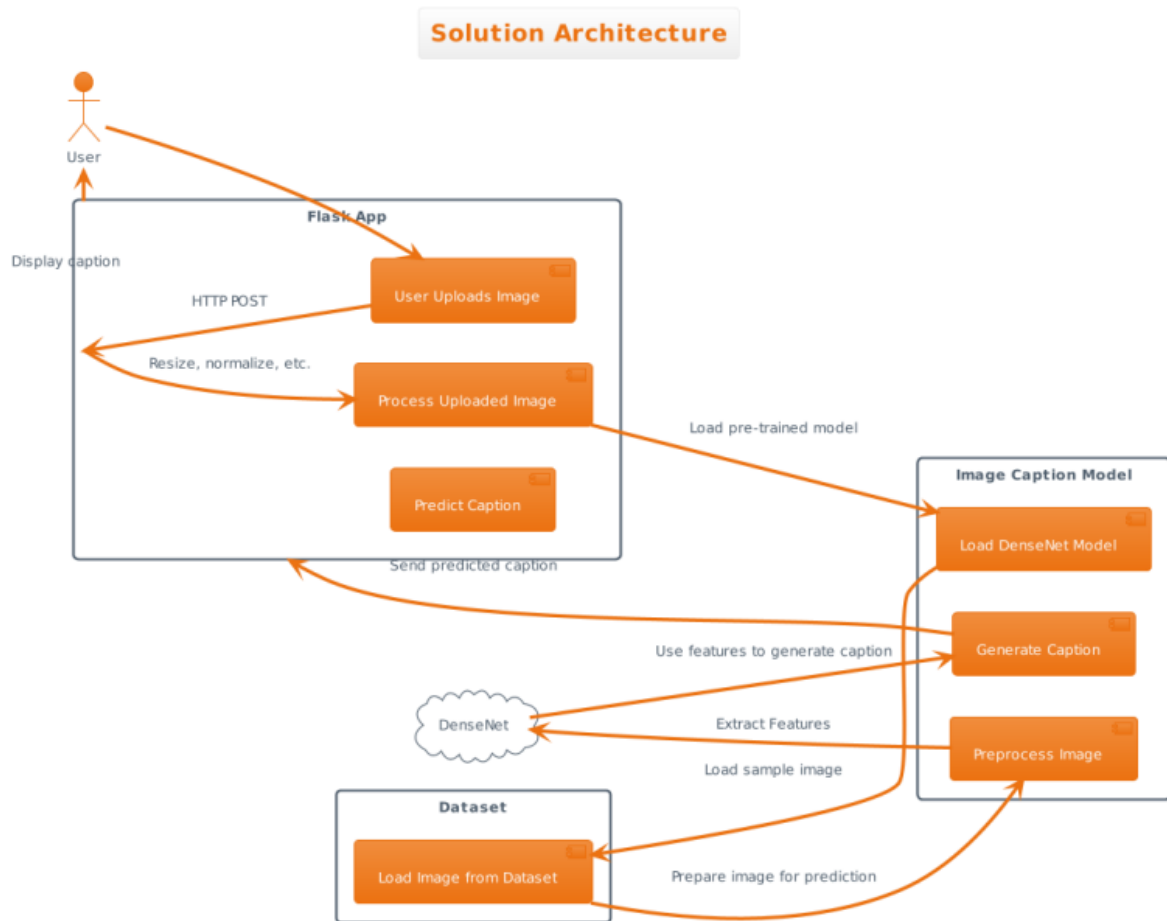 Solution Architecture
User
Flask App
Display caption
User Uploads Image
HTTP POST
Resize, normalize, etc.
Process Uploaded Image
Load pre-trained model
Image Caption Model
Predict Caption
Load DenseNet Model
Send predicted caption
Use features to generate caption
Generate Caption
DenseNet
Extract Features
Preprocess Image
Load sample image
Dataset
Load Image from Dataset
Prepare image for prediction